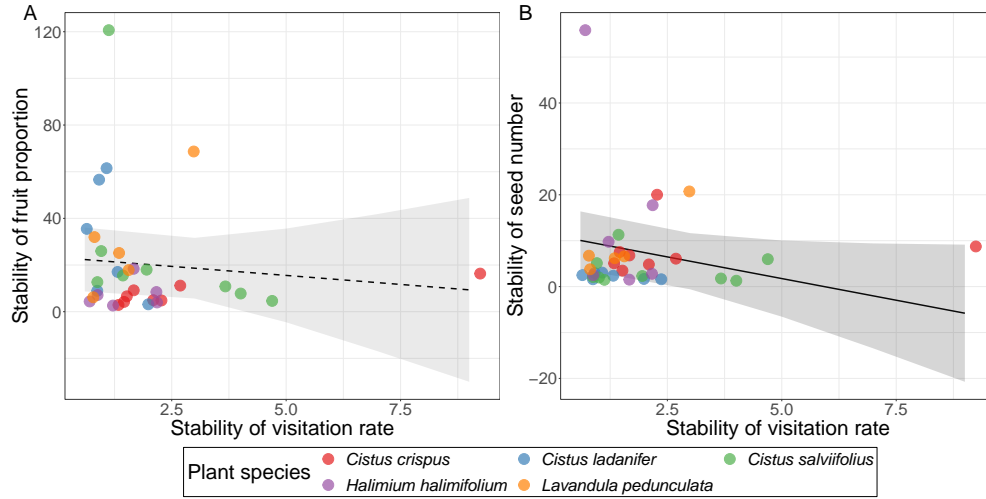 A
Stability of fruit proportion
120
80
40
0
2.5 5.0 7.5
Stability of visitation rate
B
Stability of seed number
40
20
0
−20
2.5 5.0 7.5
Stability of visitation rate
Plant species
Cistus crispus Cistus ladanifer Cistus salviifolius
Halimium halimifolium Lavandula pedunculata